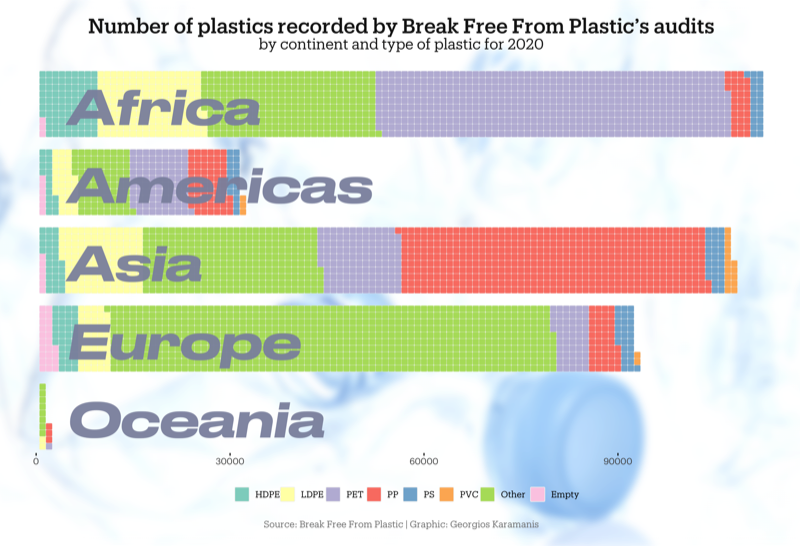 Number of plastics recorded by Break Free From Plastic's audits
by continent and type of plastic for 2020
Africa
Americas
Asia
Europe
Oceania
0 30000 60000 90000
HDPE LDPE PET PP PS PVC Other Empty
Source: Break Free From Plastic | Graphic: Georgios Karamanis